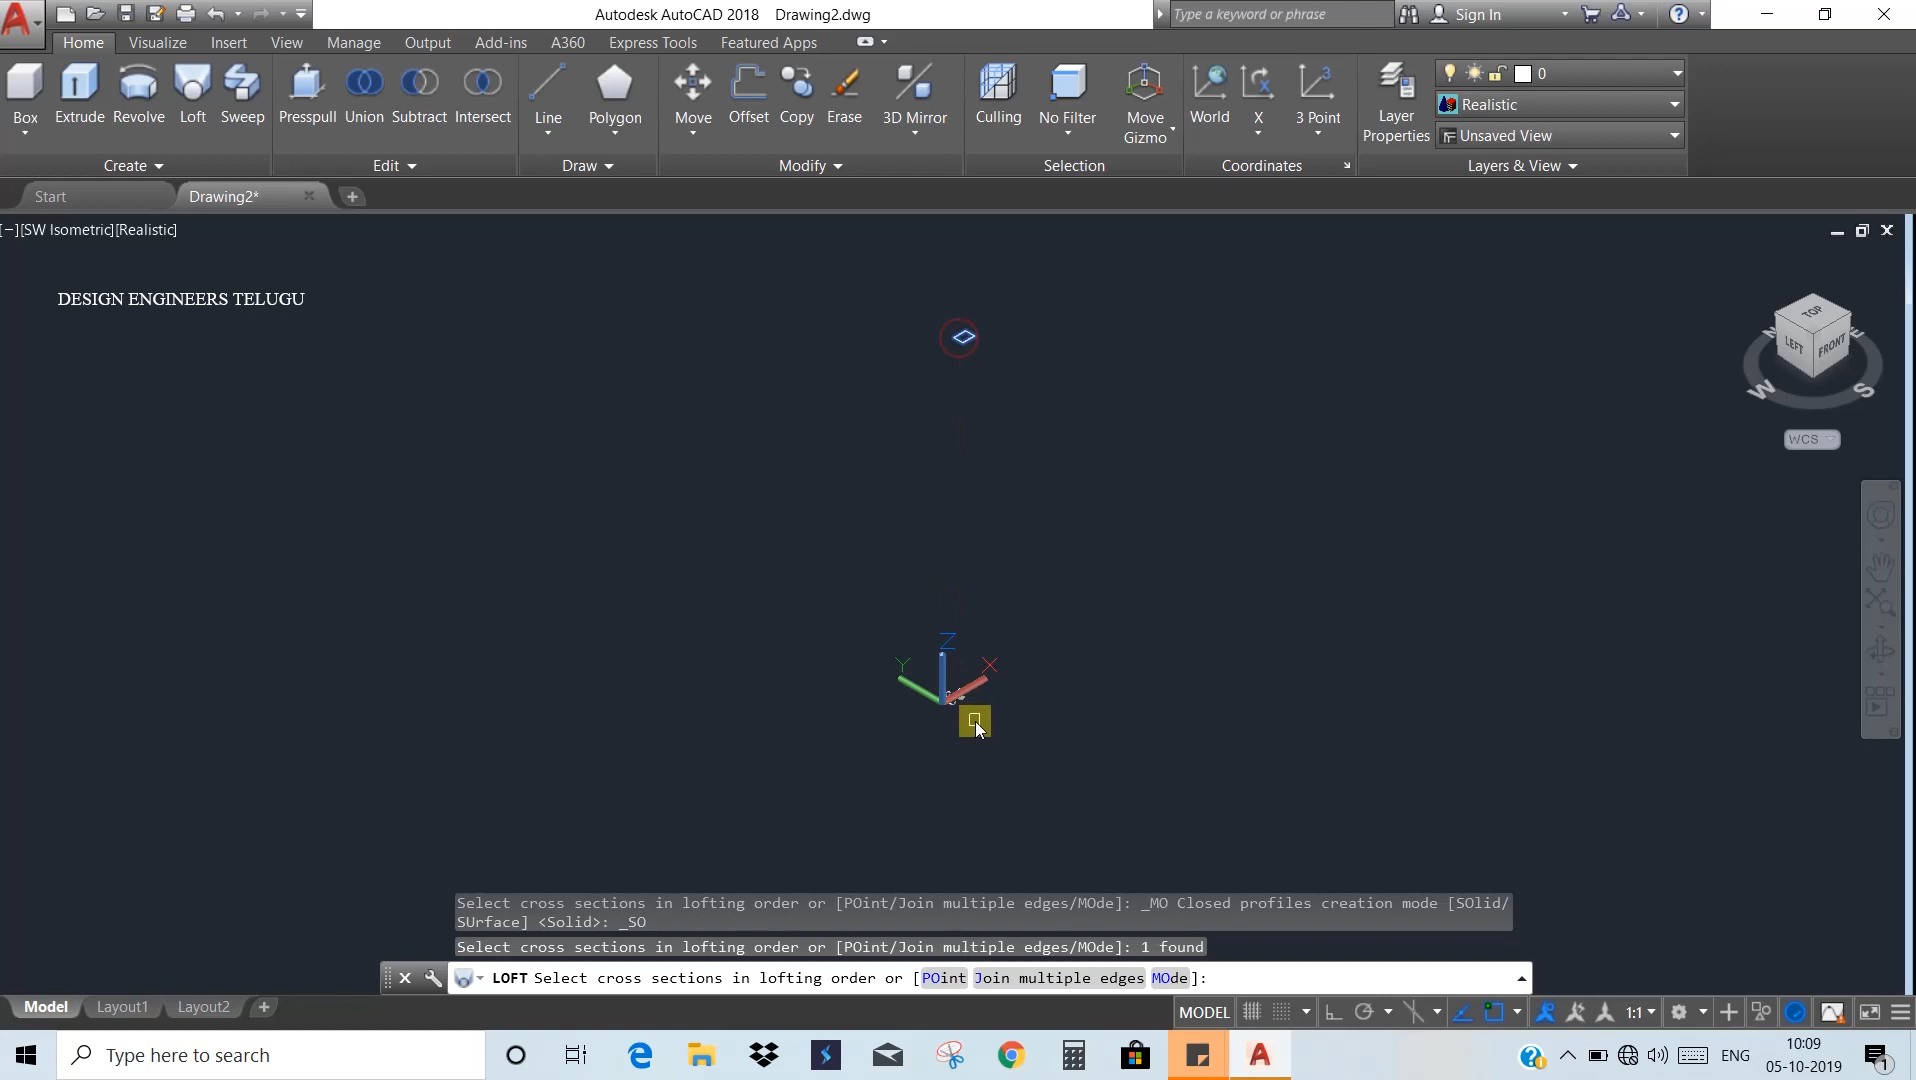 Autodesk AutoCAD 2018 Drawing2.dwg
Type a keyword or phrase
Sign In
Home Visualize Insert View Manage Output Add-ins A360 Express Tools Featured Apps
Box Extrude Revolve Loft Sweep Presspull Union Subtract Intersect Line Polygon Move Offset Copy Erase 3D Mirror Culling No Filter Move Gizmo World X 3 Point Layer Properties
0
Realistic
Unsaved View
Create Edit Draw Modify Selection Coordinates Layers & View
Start Drawing2*
[−][SW Isometric][Realistic]
DESIGN ENGINEERS TELUGU
TOP
LEFT FRONT
N E W S
WCS
Z
Y X
Select cross sections in lofting order or [POint/Join multiple edges/MOde]: _MO Closed profiles creation mode [SOlid/
SUrface] <Solid>: _SO
Select cross sections in lofting order or [POint/Join multiple edges/MOde]: 1 found
LOFT Select cross sections in lofting order or [POint Join multiple edges MOde]:
Model Layout1 Layout2
MODEL 1:1
Type here to search
ENG
10:09
05-10-2019
1